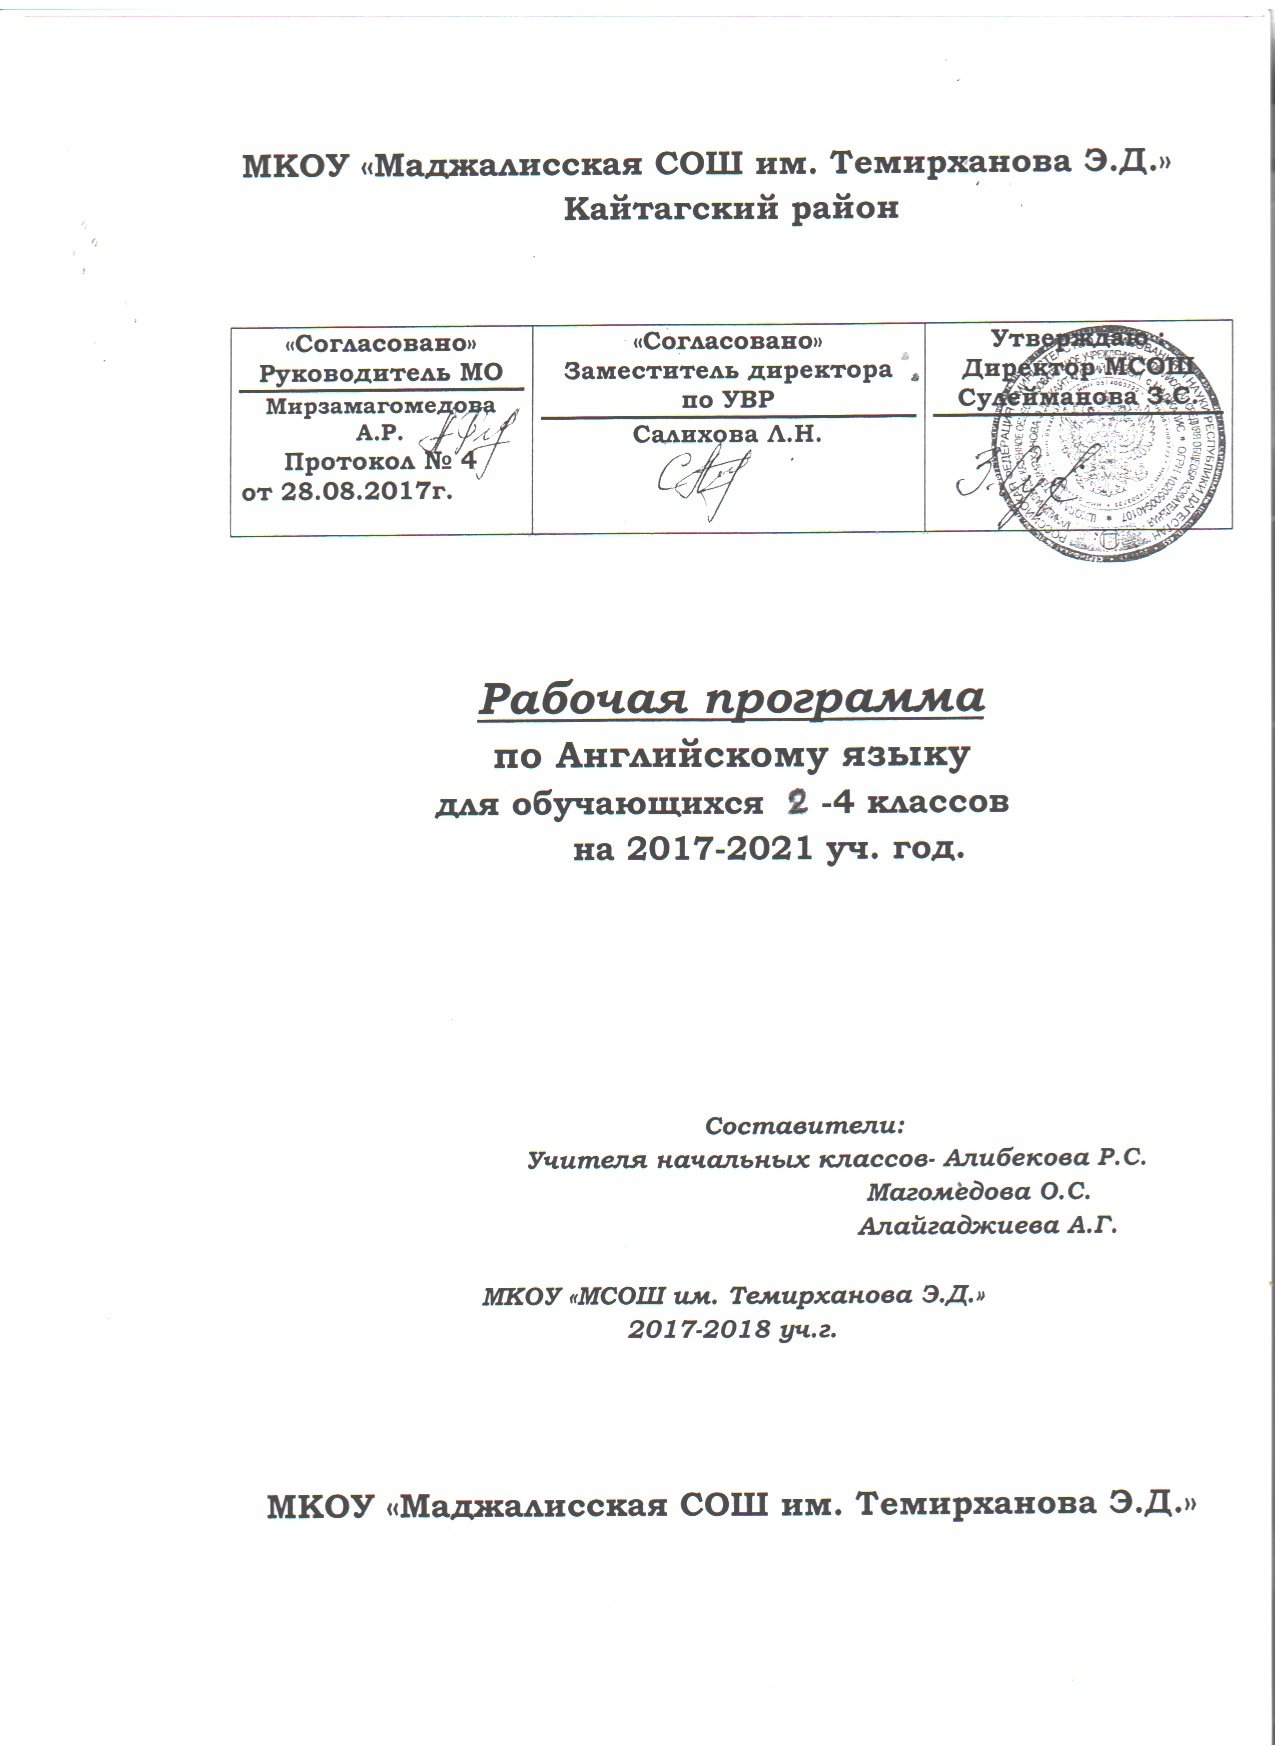 МКОУ «Маджалисская СОШ им. Темирханова Э.Д.»
Кайтагский район
«Согласовано»
Руководитель МО
Мирзамагомедова
А.Р.
Протокол № 4
от 28.08.2017г.
«Согласовано»
Заместитель директора
по УВР
Салихова Л.Н.
Утверждаю :
Директор МСОШ
Сулейманова З.С.
Рабочая программа
по Английскому языку
для обучающихся 2 -4 классов
на 2017-2021 уч. год.
Составители:
Учителя начальных классов- Алибекова Р.С.
Магомедова О.С.
Алайгаджиева А.Г.
МКОУ «МСОШ им. Темирханова Э.Д.»
2017-2018 уч.г.
МКОУ «Маджалисская СОШ им. Темирханова Э.Д.»